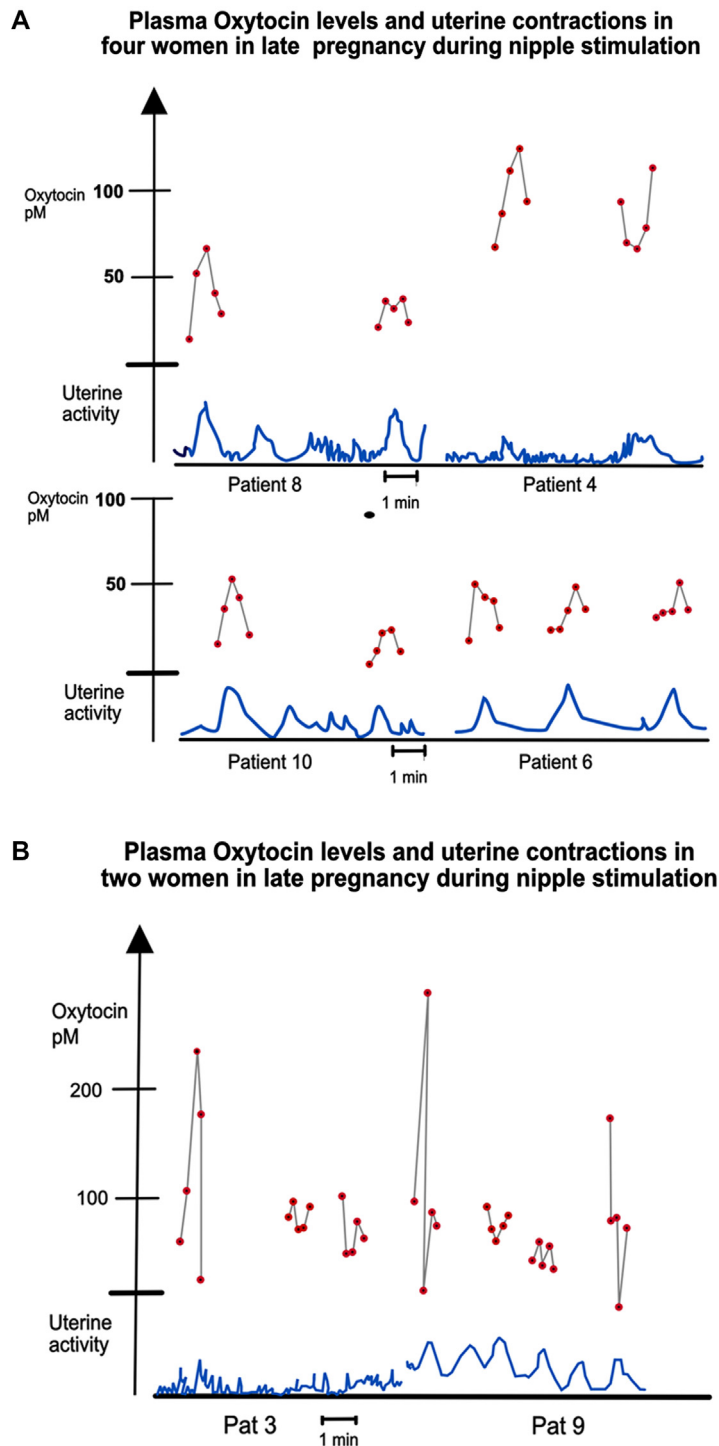 A
Plasma Oxytocin levels and uterine contractions in
four women in late pregnancy during nipple stimulation
Oxytocin
pM
100
50
Uterine
activity
Patient 8
1 min
Patient 4
Oxytocin
pM
100
50
Uterine
activity
Patient 10
1 min
Patient 6
B
Plasma Oxytocin levels and uterine contractions in
two women in late pregnancy during nipple stimulation
Oxytocin
pM
200
100
Uterine
activity
Pat 3
1 min
Pat 9